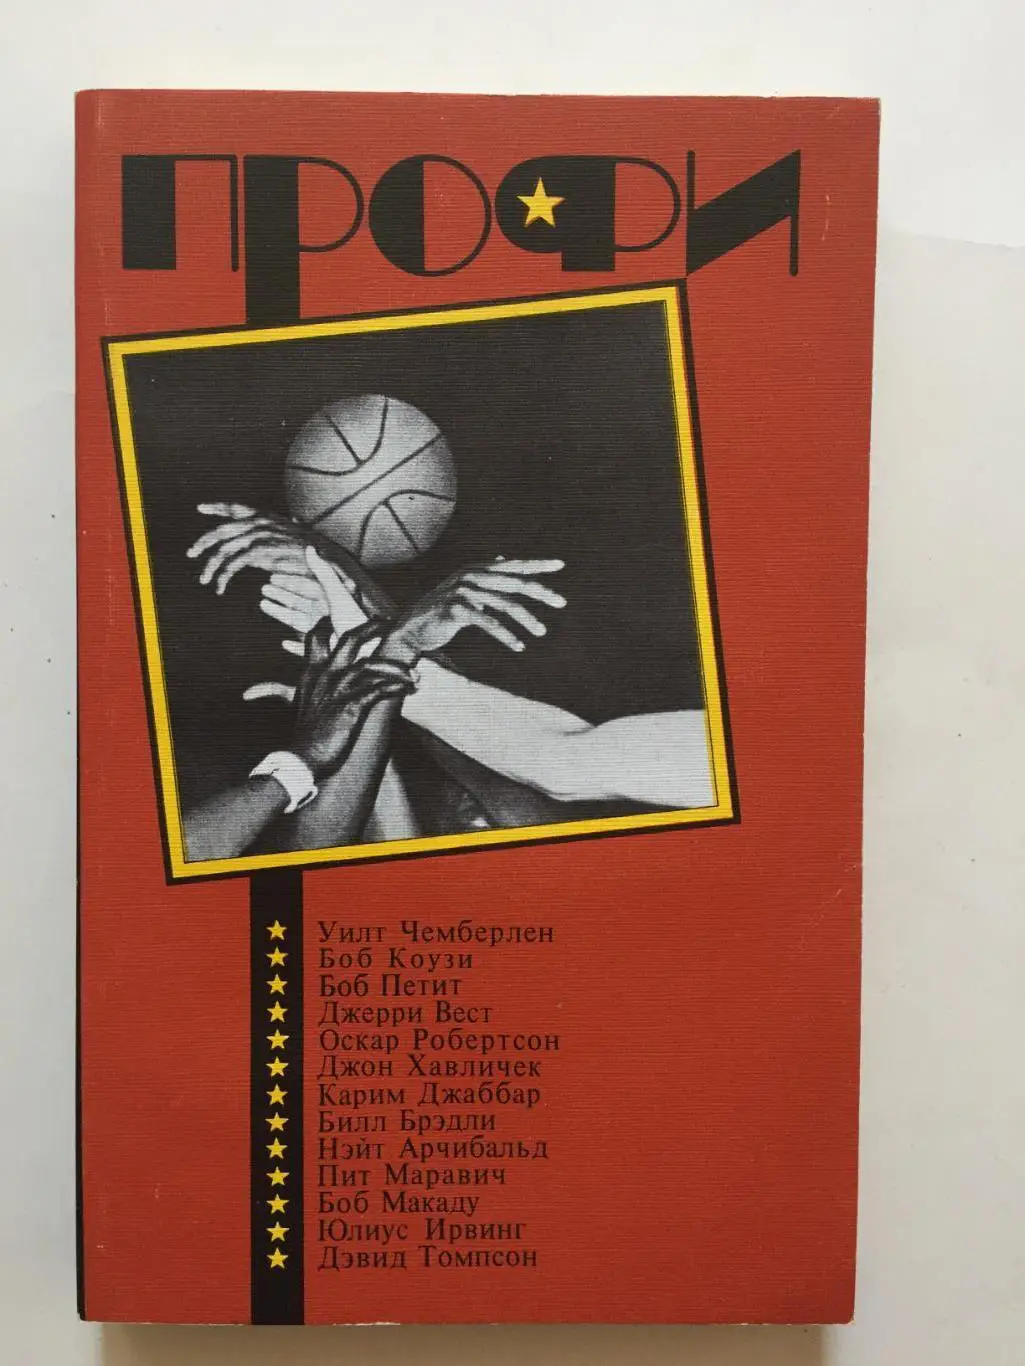 ПРОФИ
Уилт Чемберлен
Боб Коузи
Боб Петит
Джерри Вест
Оскар Робертсон
Джон Хавличек
Карим Джаббар
Билл Брэдли
Нэйт Арчибальд
Пит Маравич
Боб Макаду
Юлиус Ирвинг
Дэвид Томпсон